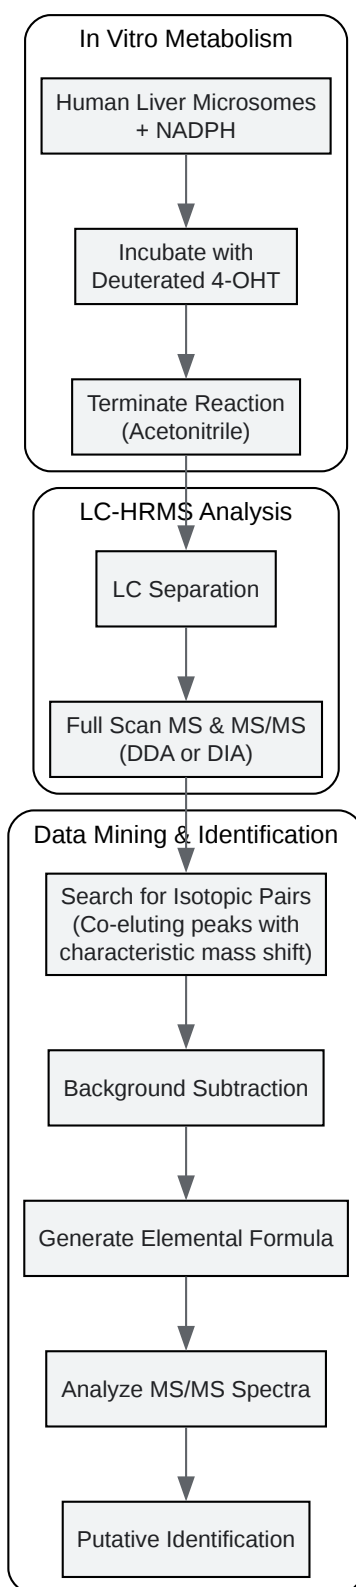 In Vitro Metabolism
Human Liver Microsomes
+ NADPH
Incubate with
Deuterated 4-OHT
Terminate Reaction
(Acetonitrile)
LC-HRMS Analysis
LC Separation
Full Scan MS & MS/MS
(DDA or DIA)
Data Mining & Identification
Search for Isotopic Pairs
(Co-eluting peaks with
characteristic mass shift)
Background Subtraction
Generate Elemental Formula
Analyze MS/MS Spectra
Putative Identification